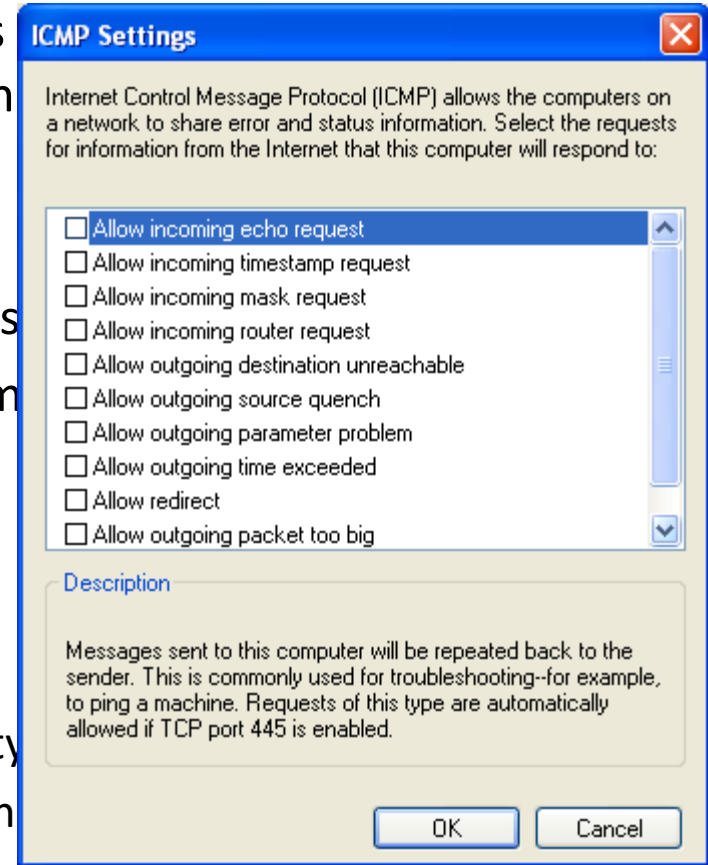 ICMP Settings
Internet Control Message Protocol (ICMP) allows the computers on
a network to share error and status information. Select the requests
for information from the Internet that this computer will respond to:
Allow incoming echo request
Allow incoming timestamp request
Allow incoming mask request
Allow incoming router request
Allow outgoing destination unreachable
Allow outgoing source quench
Allow outgoing parameter problem
Allow outgoing time exceeded
Allow redirect
Allow outgoing packet too big
Description
Messages sent to this computer will be repeated back to the
sender. This is commonly used for troubleshooting--for example,
to ping a machine. Requests of this type are automatically
allowed if TCP port 445 is enabled.
OK
Cancel